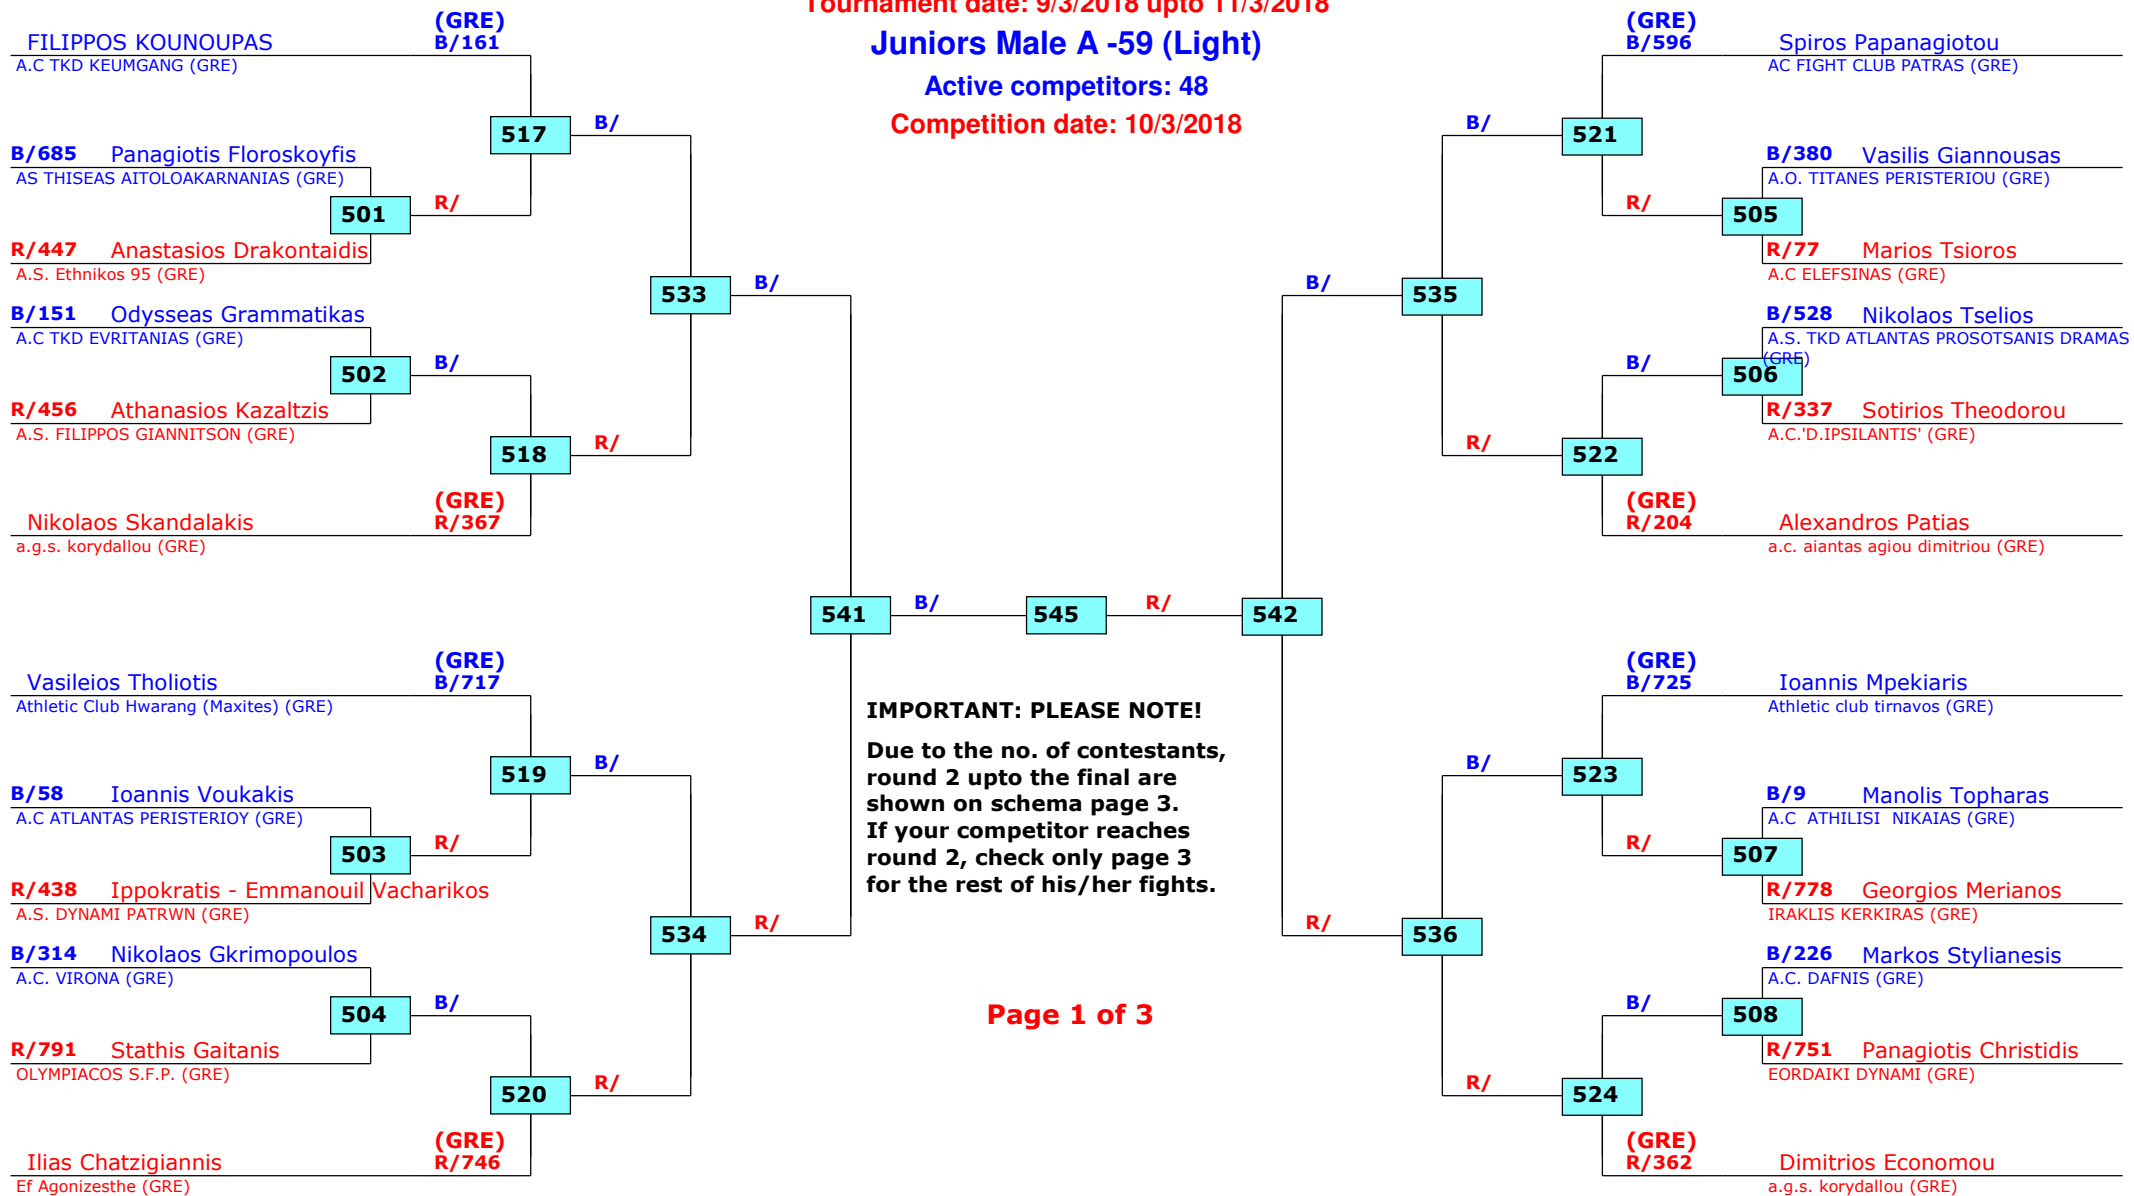 Tournament date: 9/3/2018 upto 11/3/2018
Juniors Male A -59 (Light)
Active competitors: 48
Competition date: 10/3/2018
(GRE)
FILIPPOS KOUNOUPAS B/161
A.C TKD KEUMGANG (GRE)
517 B/
B/685 Panagiotis Floroskoyfis
AS THISEAS AITOLOAKARNANIAS (GRE)
501 R/
R/447 Anastasios Drakontaidis
A.S. Ethnikos 95 (GRE)
533 B/
B/151 Odysseas Grammatikas
A.C TKD EVRITANIAS (GRE)
502 B/
R/456 Athanasios Kazaltzis
A.S. FILIPPOS GIANNITSON (GRE)
518 R/
(GRE)
Nikolaos Skandalakis R/367
a.g.s. korydallou (GRE)
541 B/ 545 R/ 542
(GRE)
Vasileios Tholiotis B/717
Athletic Club Hwarang (Maxites) (GRE)
519 B/
B/58 Ioannis Voukakis
A.C ATLANTAS PERISTERIOY (GRE)
503 R/
R/438 Ippokratis - Emmanouil Vacharikos
A.S. DYNAMI PATRWN (GRE)
534 R/
B/314 Nikolaos Gkrimopoulos
A.C. VIRONA (GRE)
504 B/
R/791 Stathis Gaitanis
OLYMPIACOS S.F.P. (GRE)
520 R/
(GRE)
Ilias Chatzigiannis R/746
Ef Agonizesthe (GRE)
IMPORTANT: PLEASE NOTE!
Due to the no. of contestants,
round 2 upto the final are
shown on schema page 3.
If your competitor reaches
round 2, check only page 3
for the rest of his/her fights.
Page 1 of 3
(GRE)
B/596 Spiros Papanagiotou
AC FIGHT CLUB PATRAS (GRE)
B/ 521
B/380 Vasilis Giannousas
A.O. TITANES PERISTERIOU (GRE)
R/ 505
R/77 Marios Tsioros
A.C ELEFSINAS (GRE)
B/ 535
B/528 Nikolaos Tselios
A.S. TKD ATLANTAS PROSOTSANIS DRAMAS
(GRE)
B/ 506
R/337 Sotirios Theodorou
A.C.'D.IPSILANTIS' (GRE)
R/ 522
(GRE)
R/204 Alexandros Patias
a.c. aiantas agiou dimitriou (GRE)
(GRE)
B/725 Ioannis Mpekiaris
Athletic club tirnavos (GRE)
B/ 523
B/9 Manolis Topharas
A.C  ATHILISI  NIKAIAS (GRE)
R/ 507
R/778 Georgios Merianos
IRAKLIS KERKIRAS (GRE)
R/ 536
B/226 Markos Stylianesis
A.C. DAFNIS (GRE)
B/ 508
R/751 Panagiotis Christidis
EORDAIKI DYNAMI (GRE)
R/ 524
(GRE)
R/362 Dimitrios Economou
a.g.s. korydallou (GRE)